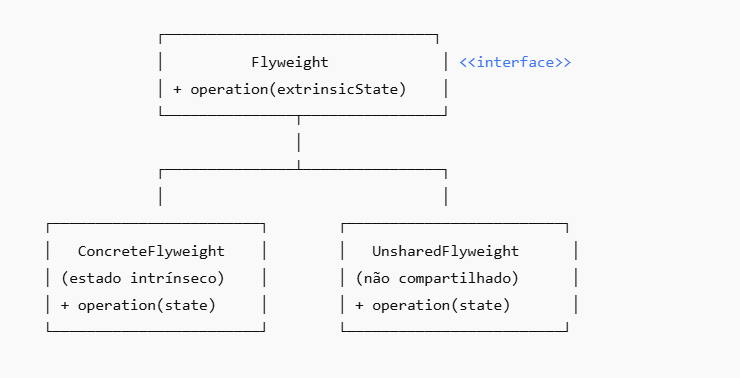 Flyweight <<interface>>
+ operation(extrinsicState)
ConcreteFlyweight UnsharedFlyweight
(estado intrínseco) (não compartilhado)
+ operation(state) + operation(state)